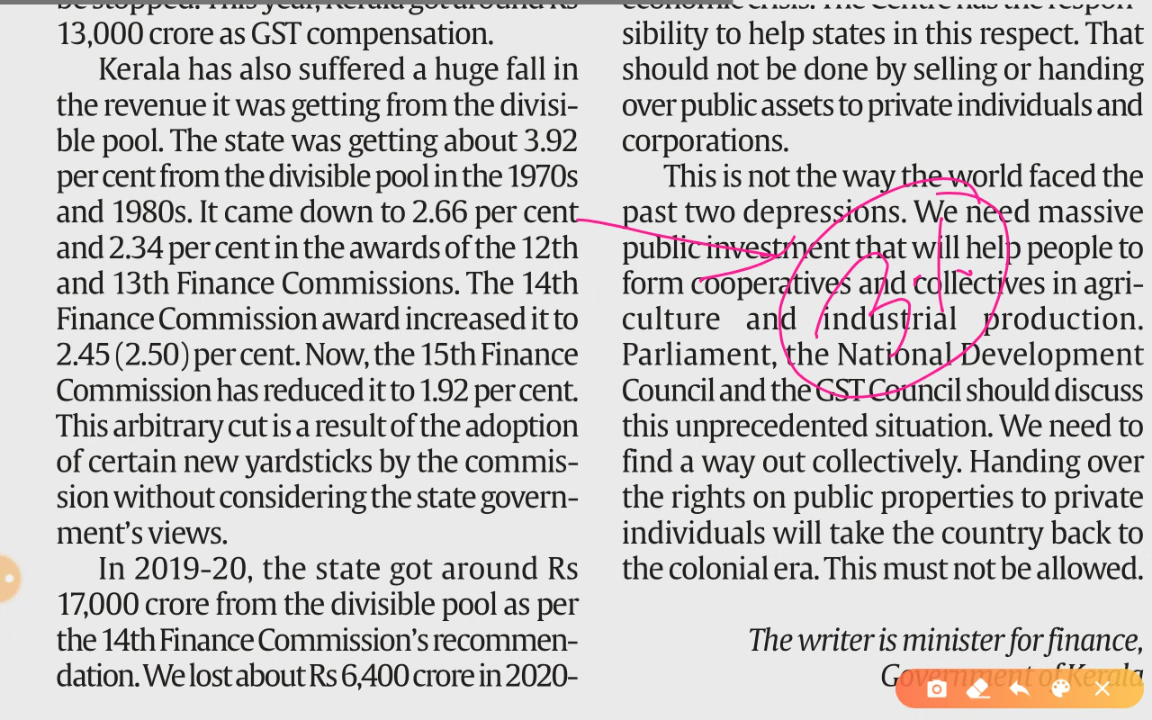 13,000 crore as GST compensation.
Kerala has also suffered a huge fall in
the revenue it was getting from the divisi-
ble pool. The state was getting about 3.92
per cent from the divisible pool in the 1970s
and 1980s. It came down to 2.66 per cent
and 2.34 per cent in the awards of the 12th
and 13th Finance Commissions. The 14th
Finance Commission award increased it to
2.45 (2.50) per cent. Now, the 15th Finance
Commission has reduced it to 1.92 per cent.
This arbitrary cut is a result of the adoption
of certain new yardsticks by the commis-
sion without considering the state govern-
ment's views.
In 2019-20, the state got around Rs
17,000 crore from the divisible pool as per
the 14th Finance Commission's recommen-
dation. We lost about Rs 6,400 crore in 2020-
economic crisis. The Centre has the respon-
sibility to help states in this respect. That
should not be done by selling or handing
over public assets to private individuals and
corporations.
This is not the way the world faced the
past two depressions. We need massive
public investment that will help people to
form cooperatives and collectives in agri-
culture and industrial production.
Parliament, the National Development
Council and the GST Council should discuss
this unprecedented situation. We need to
find a way out collectively. Handing over
the rights on public properties to private
individuals will take the country back to
the colonial era. This must not be allowed.
The writer is minister for finance,
Government of Kerala